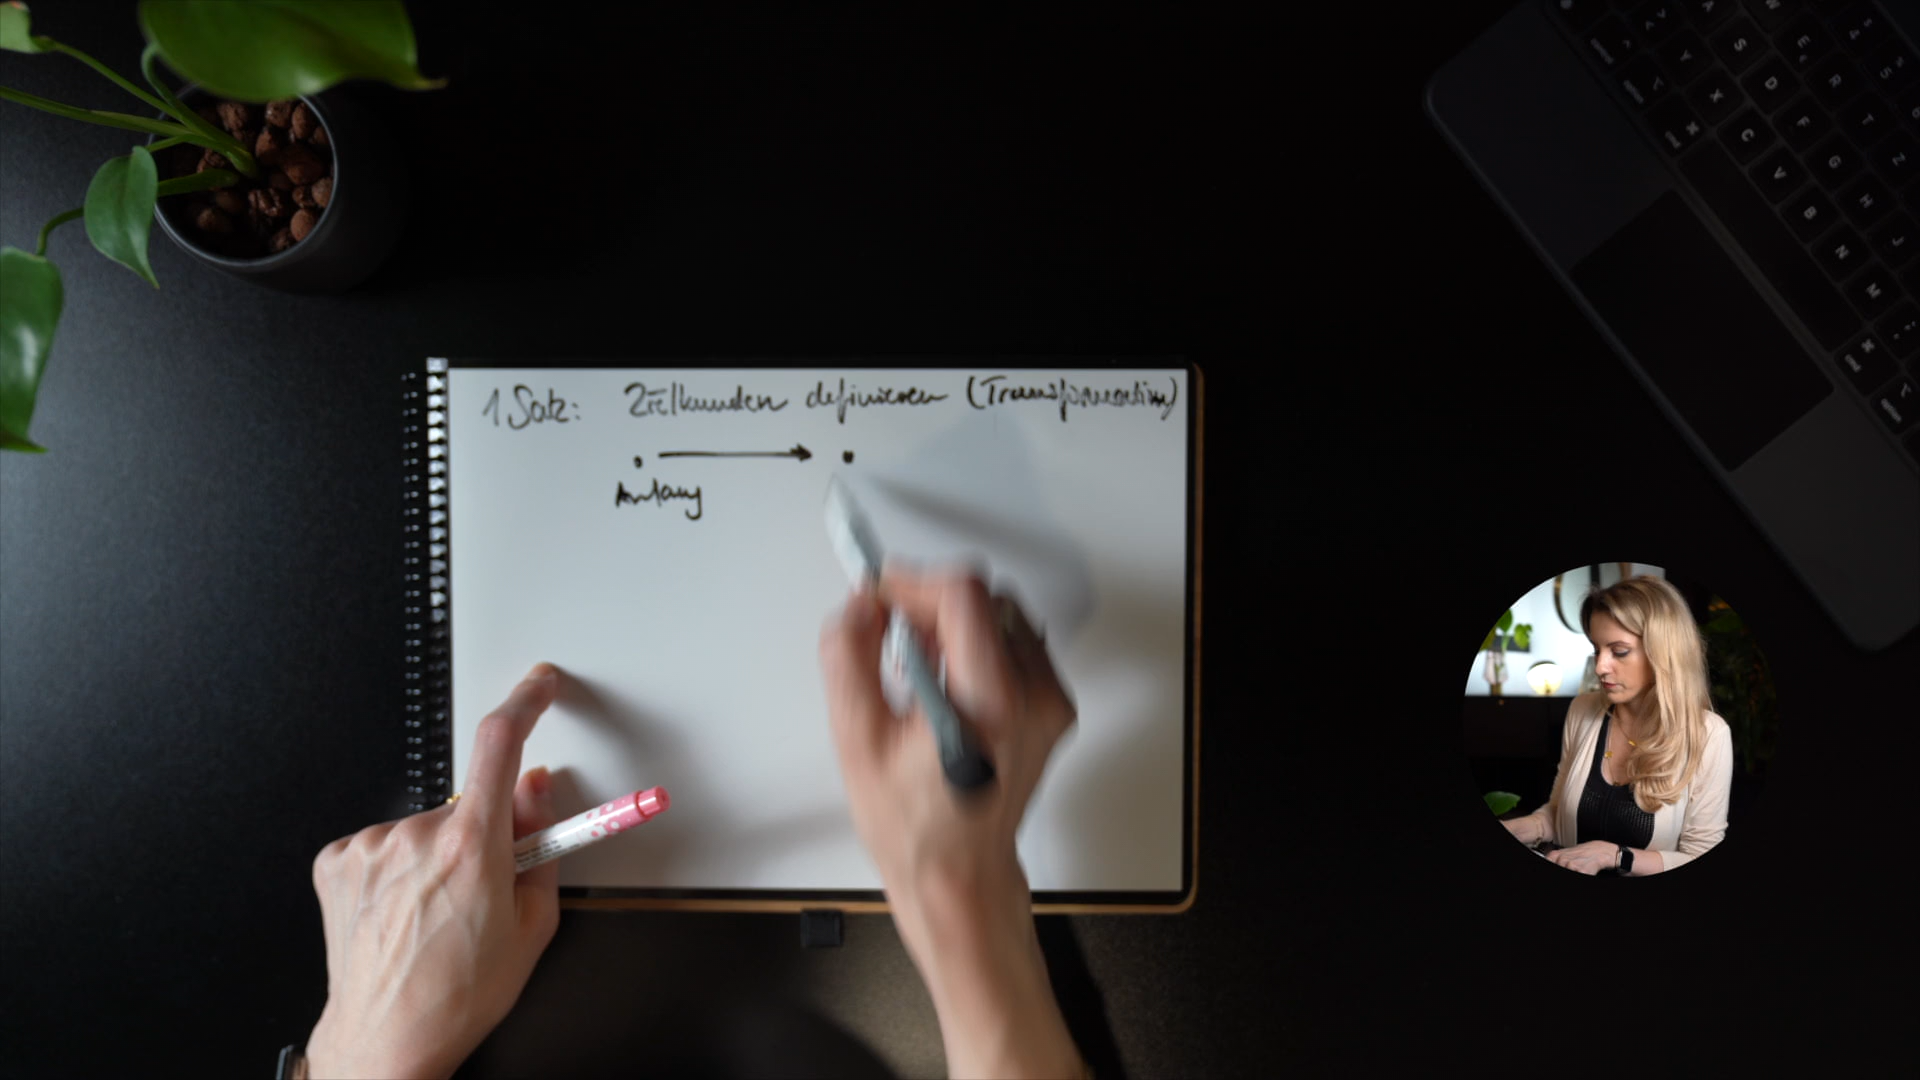 1 Satz: Zielkunden definieren (Transformation)
Anfang